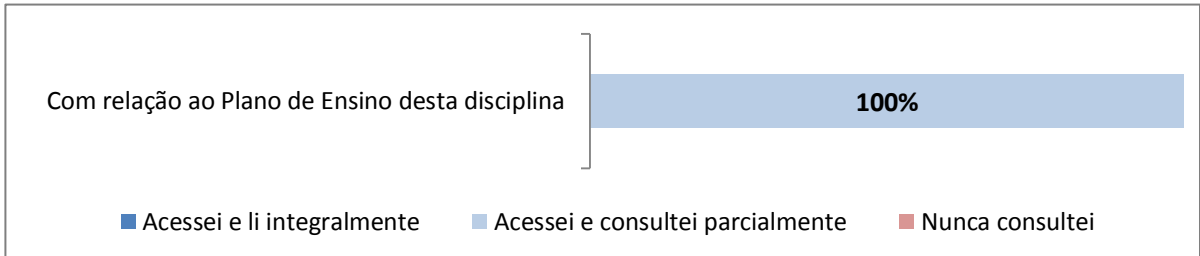 Com relação ao Plano de Ensino desta disciplina
100%
Acessei e li integralmente Acessei e consultei parcialmente Nunca consultei